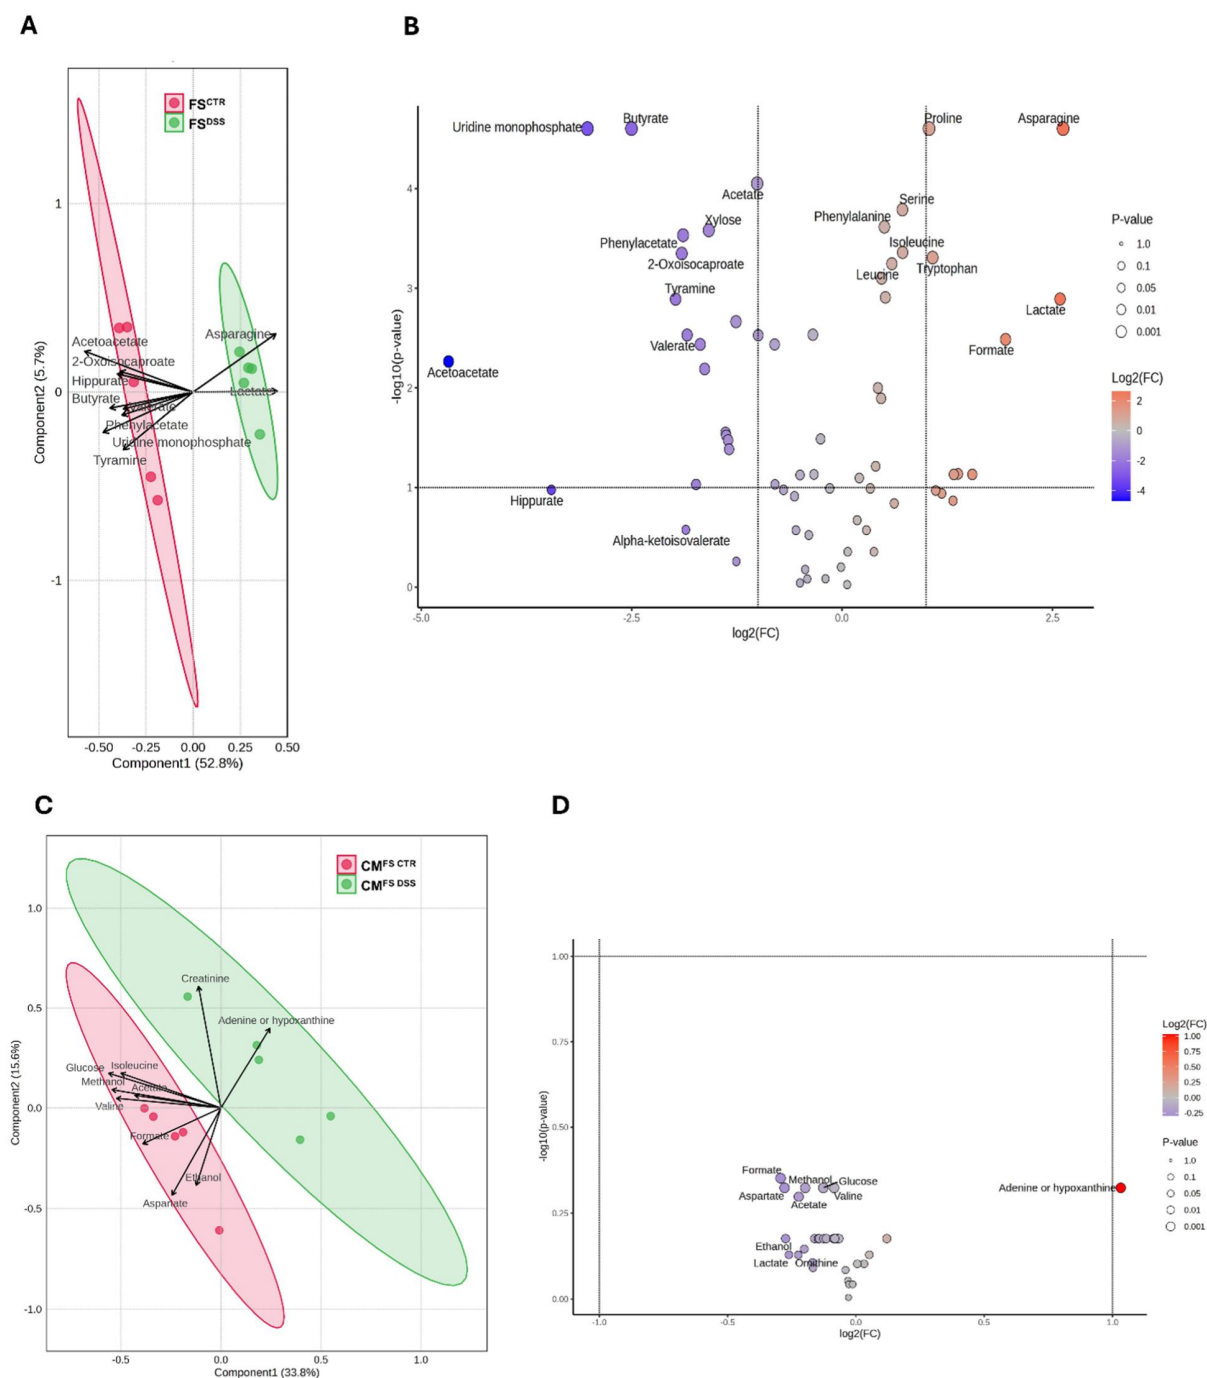 A
B
FS^CTR
FS^DSS
1
0
-1
Component2 (5.7%)
Asparagine
Acetoacetate
2-Oxoisocaproate
Hippurate
Lactate
Butyrate
Valerate
Phenylacetate
Uridine monophosphate
Tyramine
-0.50 -0.25 0.00 0.25 0.50
Component1 (52.8%)
Uridine monophosphate
Butyrate
Proline
Asparagine
Acetate
Serine
Xylose
Phenylalanine
Phenylacetate
Isoleucine
2-Oxoisocaproate
Tryptophan
Leucine
Tyramine
Lactate
Valerate
Formate
Acetoacetate
Hippurate
Alpha-ketoisovalerate
4
3
2
1
0
-log10(p-value)
-5.0 -2.5 0.0 2.5
log2(FC)
P-value
1.0
0.1
0.05
0.01
0.001
Log2(FC)
2
0
-2
-4
C
D
CM^FS CTR
CM^FS DSS
1.0
0.5
0.0
-0.5
-1.0
Component2 (15.6%)
Creatinine
Adenine or hypoxanthine
Glucose
Isoleucine
Methanol
Acetate
Valine
Formate
Ethanol
Aspartate
-0.5 0.0 0.5 1.0
Component1 (33.8%)
1.00
0.75
0.50
0.25
0.00
-log10(p-value)
Formate
Methanol
Glucose
Aspartate
Valine
Acetate
Adenine or hypoxanthine
Ethanol
Lactate
Ornithine
-1.0 -0.5 0.0 0.5 1.0
log2(FC)
Log2(FC)
1.00
0.75
0.50
0.25
0.00
-0.25
P-value
1.0
0.1
0.05
0.01
0.001